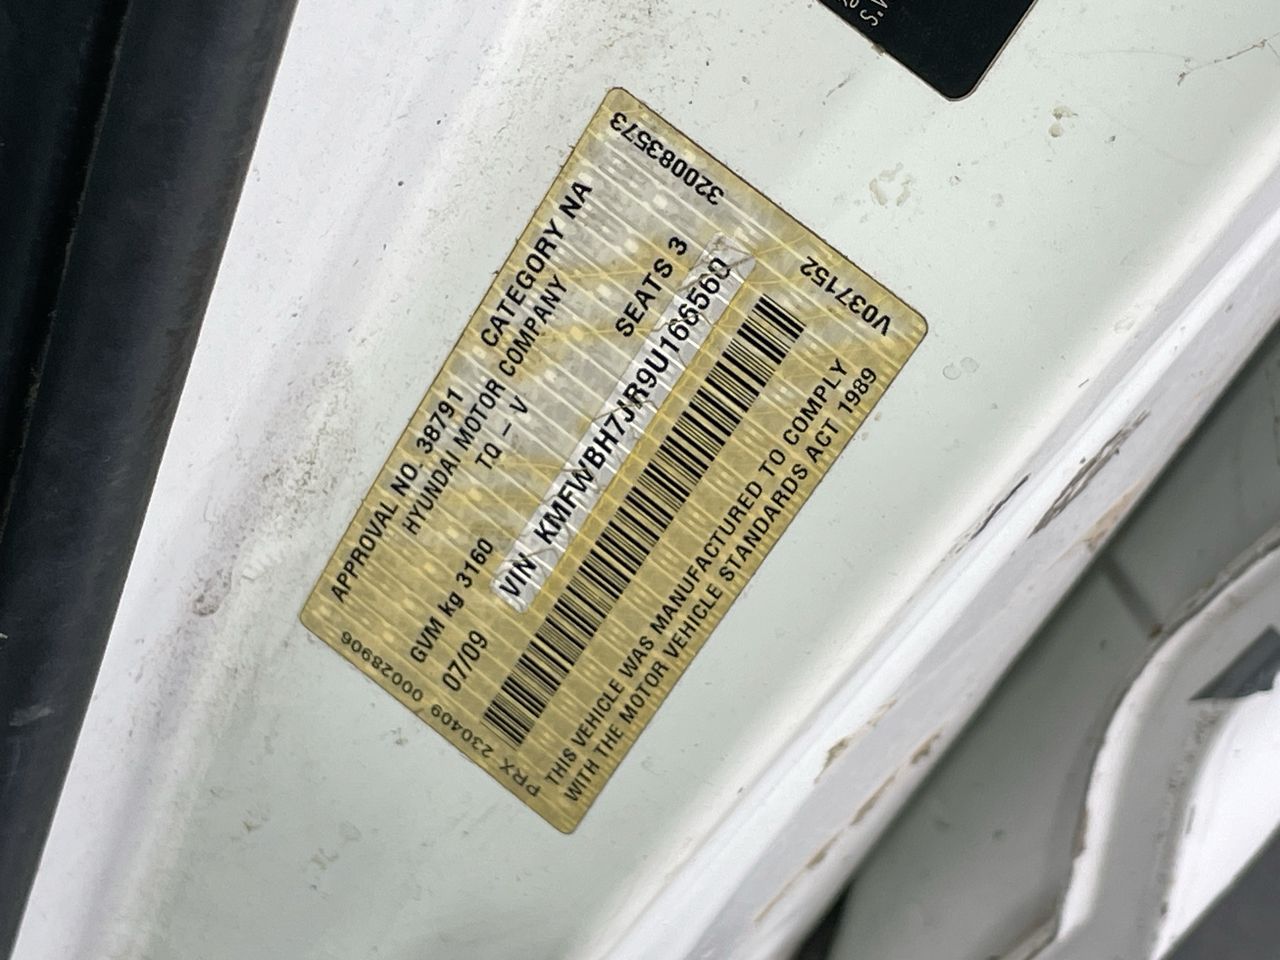 APPROVAL NO. 38791 CATEGORY NA
HYUNDAI MOTOR COMPANY
TQ - V
GVM kg 3160 SEATS 3
07/09
VIN KMFWBH7JR9U166560
THIS VEHICLE WAS MANUFACTURED TO COMPLY
WITH THE MOTOR VEHICLE STANDARDS ACT 1989
PRX 230409 00028906
V037152 3200083573